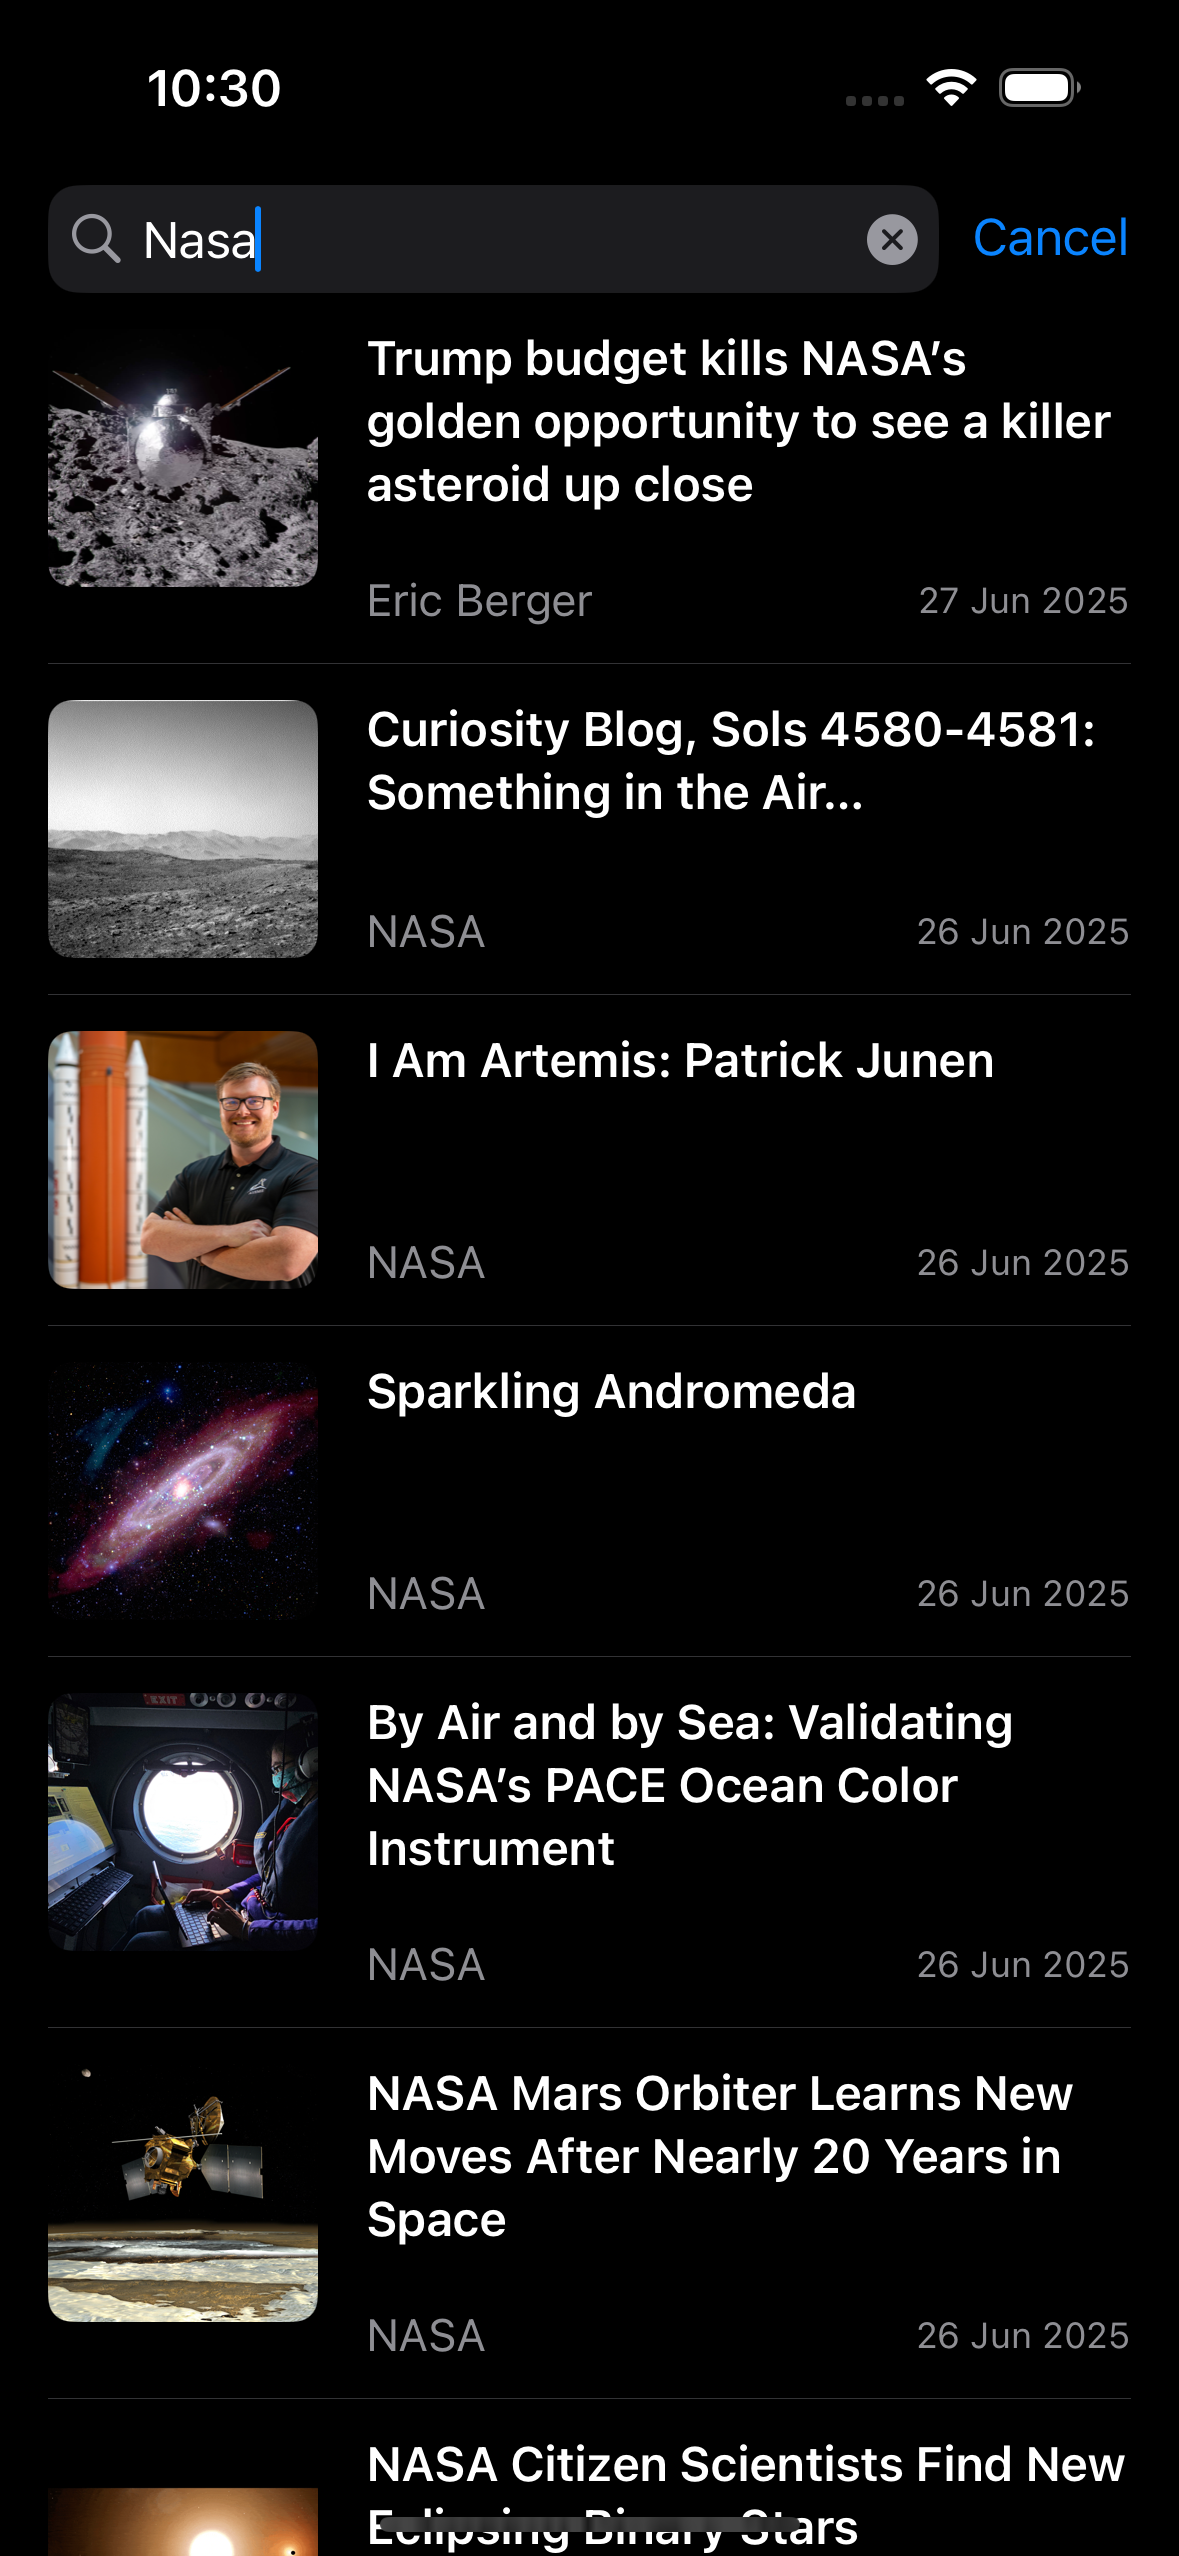 10:30
Nasa
Cancel
Trump budget kills NASA’s
golden opportunity to see a killer
asteroid up close
Eric Berger
27 Jun 2025
Curiosity Blog, Sols 4580-4581:
Something in the Air…
NASA
26 Jun 2025
I Am Artemis: Patrick Junen
NASA
26 Jun 2025
Sparkling Andromeda
NASA
26 Jun 2025
EXIT
By Air and by Sea: Validating
NASA’s PACE Ocean Color
Instrument
NASA
26 Jun 2025
NASA Mars Orbiter Learns New
Moves After Nearly 20 Years in
Space
NASA
26 Jun 2025
NASA Citizen Scientists Find New
Eclipsing Binary Stars